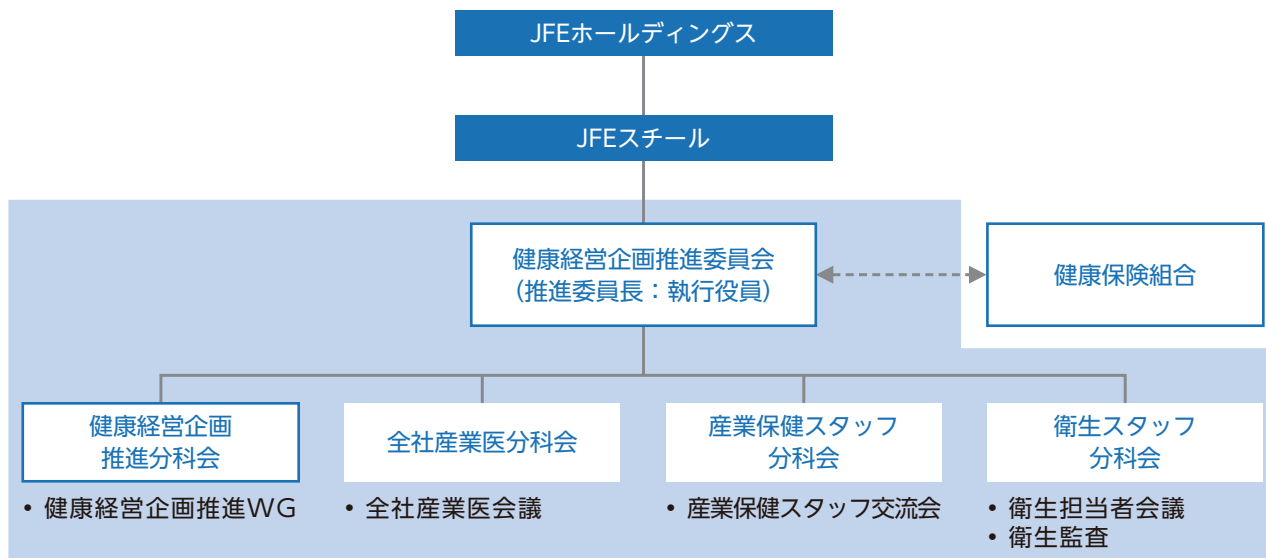 JFEホールディングス
JFEスチール
健康経営企画推進委員会
（推進委員長：執行役員）
健康保険組合
健康経営企画
推進分科会
全社産業医分科会
産業保健スタッフ
分科会
衛生スタッフ
分科会
• 健康経営企画推進WG
• 全社産業医会議
• 産業保健スタッフ交流会
• 衛生担当者会議
• 衛生監査